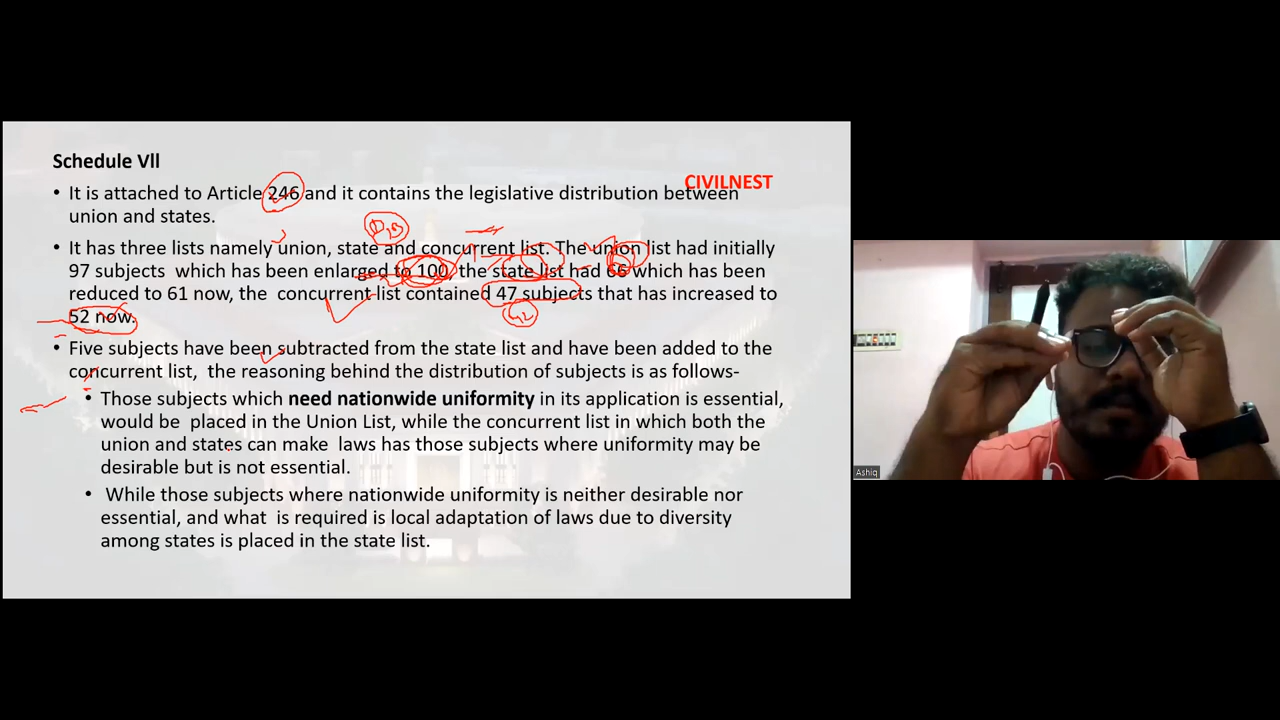 Schedule Vll
CIVILNEST
• It is attached to Article 246 and it contains the legislative distribution between
union and states.
• It has three lists namely union, state and concurrent list. The union list had initially
97 subjects which has been enlarged to 100, the state list had 66 which has been
reduced to 61 now, the concurrent list contained 47 subjects that has increased to
52 now.
• Five subjects have been subtracted from the state list and have been added to the
concurrent list, the reasoning behind the distribution of subjects is as follows-
• Those subjects which need nationwide uniformity in its application is essential,
would be placed in the Union List, while the concurrent list in which both the
union and states can make laws has those subjects where uniformity may be
desirable but is not essential.
• While those subjects where nationwide uniformity is neither desirable nor
essential, and what is required is local adaptation of laws due to diversity
among states is placed in the state list.
Ashiq